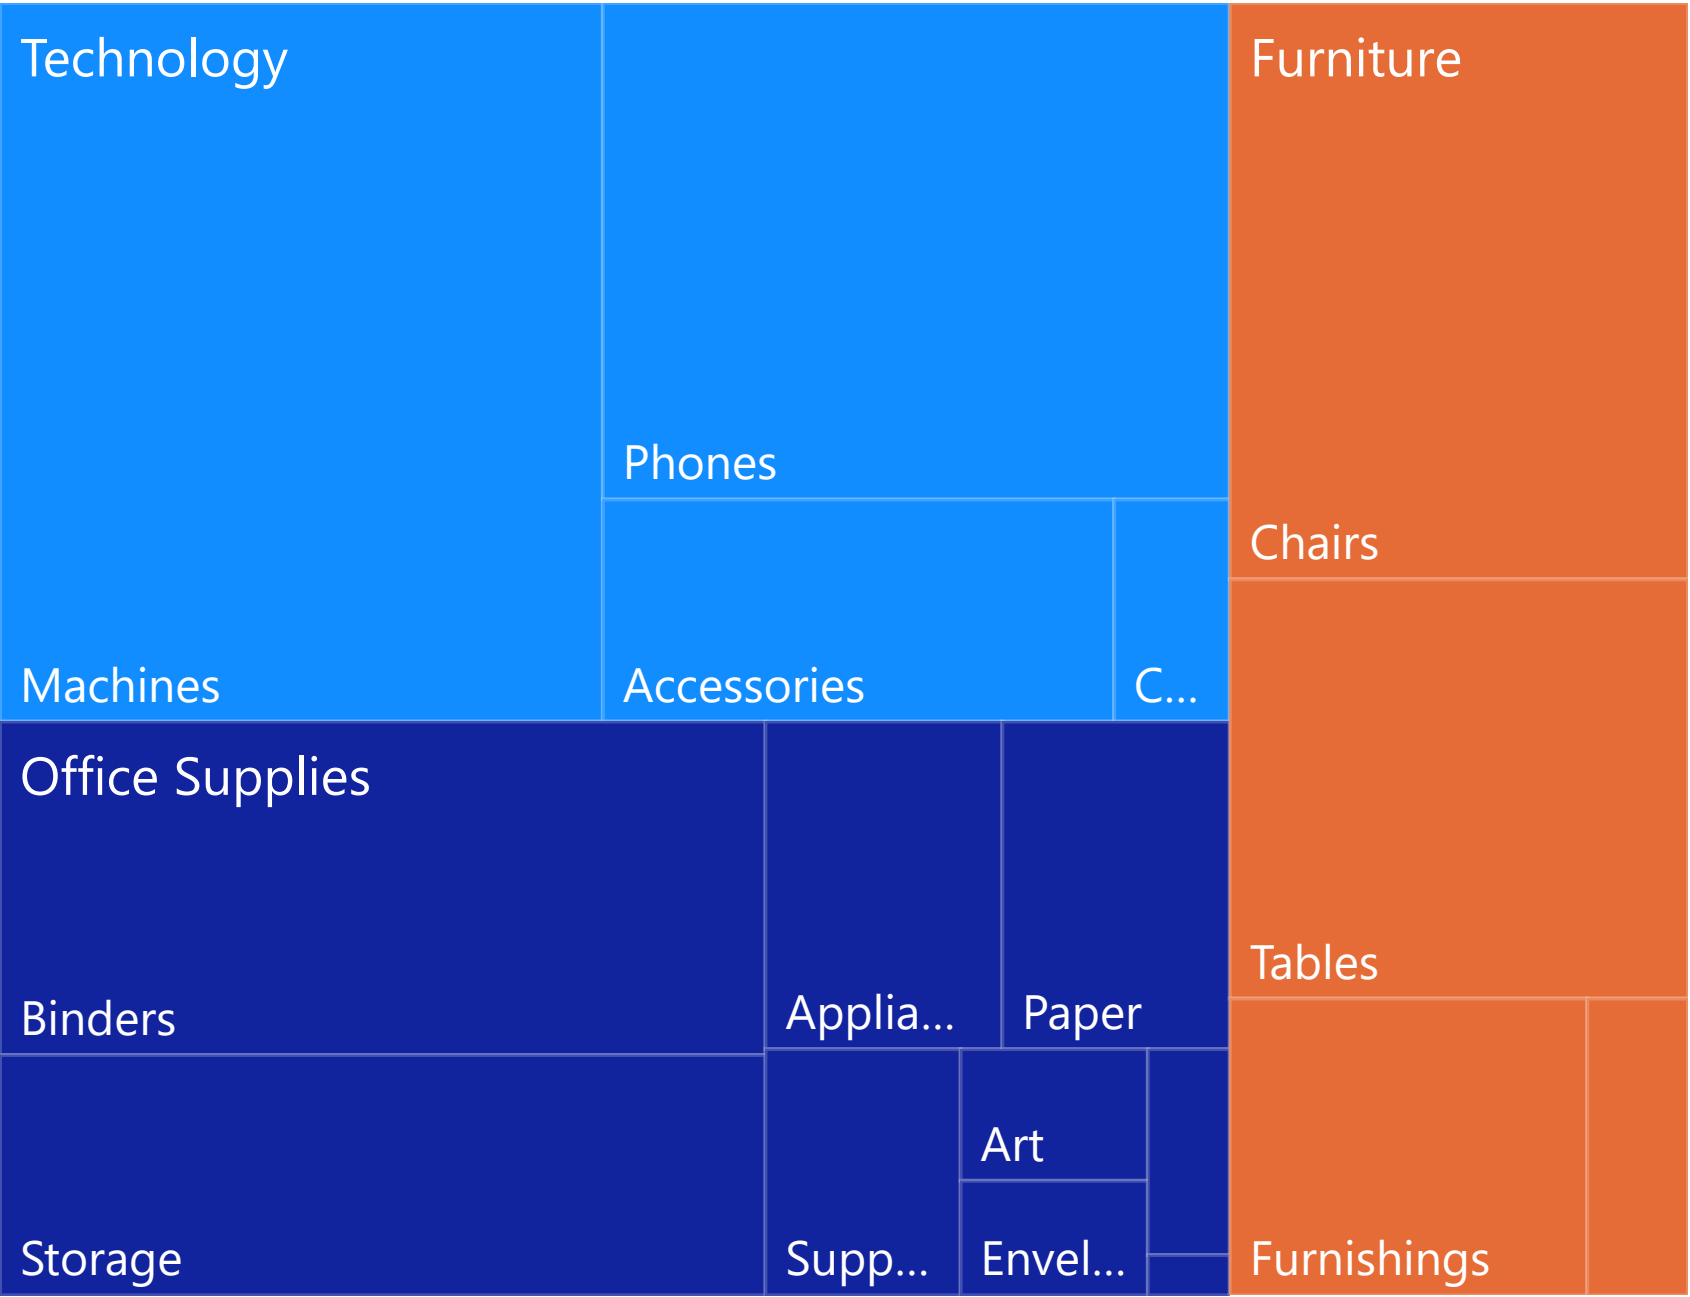 Technology
Furniture
Phones
Chairs
Machines
Accessories
C...
Office Supplies
Tables
Binders
Applia...
Paper
Art
Storage
Supp...
Envel...
Furnishings